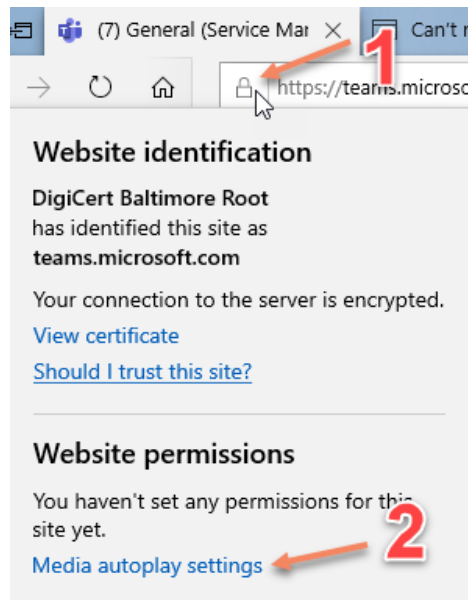 (7) General (Service Mar
Can't r
1
https://teams.microso
Website identification
DigiCert Baltimore Root
has identified this site as
teams.microsoft.com
Your connection to the server is encrypted.
View certificate
Should I trust this site?
Website permissions
You haven't set any permissions for this
site yet.
2
Media autoplay settings